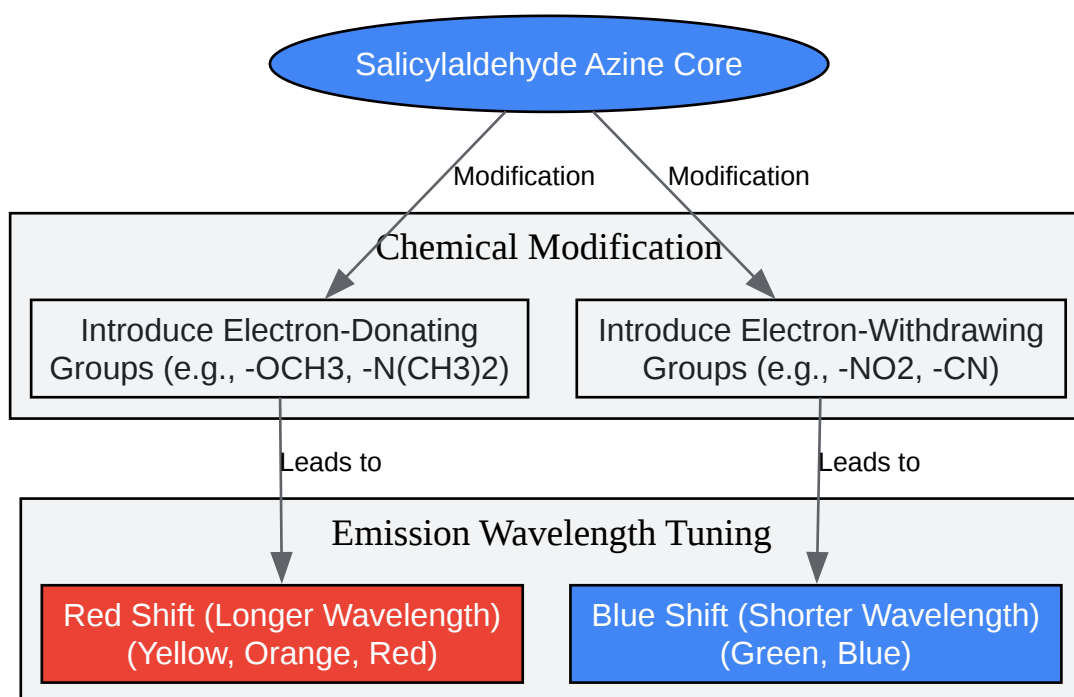 Salicylaldehyde Azine Core
Modification
Modification
Chemical Modification
Introduce Electron-Donating
Groups (e.g., -OCH3, -N(CH3)2)
Introduce Electron-Withdrawing
Groups (e.g., -NO2, -CN)
Leads to
Leads to
Emission Wavelength Tuning
Red Shift (Longer Wavelength)
(Yellow, Orange, Red)
Blue Shift (Shorter Wavelength)
(Green, Blue)